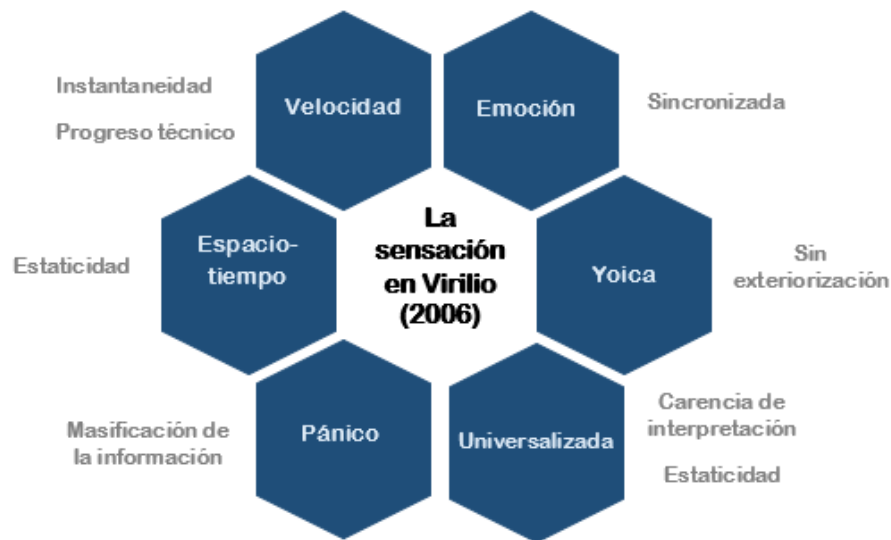 Instantaneidad
Progreso técnico
Velocidad
Emoción
Sincronizada
Estaticidad
Espacio-
tiempo
La
sensación
en Virilio
(2006)
Yoica
Sin
exteriorización
Masificación de
la información
Pánico
Universalizada
Carencia de
interpretación
Estaticidad